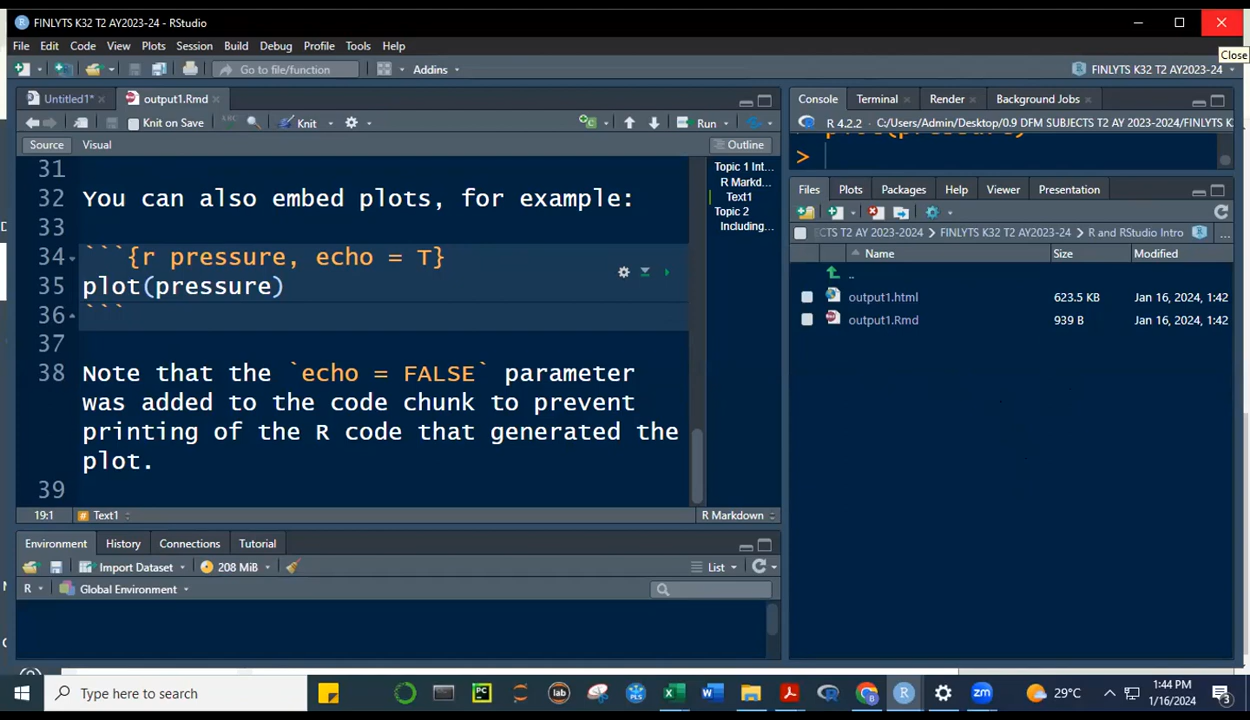 FINLYTS K32 T2 AY2023-24 - RStudio
Close
File Edit Code View Plots Session Build Debug Profile Tools Help
Go to file/function Addins FINLYTS K32 T2 AY2023-24
Untitled1* output1.Rmd
Knit on Save ABC Knit Run
Source Visual Outline
31
32 You can also embed plots, for example:
33
34 ```{r pressure, echo = T}
35 plot(pressure)
36 ```
37
38 Note that the `echo = FALSE` parameter
was added to the code chunk to prevent
printing of the R code that generated the
plot.
39
Topic 1 Int...
R Markd...
Text1
Topic 2
Including...
19:1 # Text1 R Markdown
Environment History Connections Tutorial
Import Dataset 208 MiB List
R Global Environment
Console Terminal Render Background Jobs
R 4.2.2 · C:/Users/Admin/Desktop/0.9 DFM SUBJECTS T2 AY 2023-2024/FINLYTS K
plot(pressure)
>
Files Plots Packages Help Viewer Presentation
CTS T2 AY 2023-2024 FINLYTS K32 T2 AY2023-24 R and RStudio Intro ...
Name Size Modified
..
output1.html 623.5 KB Jan 16, 2024, 1:42
output1.Rmd 939 B Jan 16, 2024, 1:42
Type here to search PC lab PLS 29°C 1:44 PM
1/16/2024 3